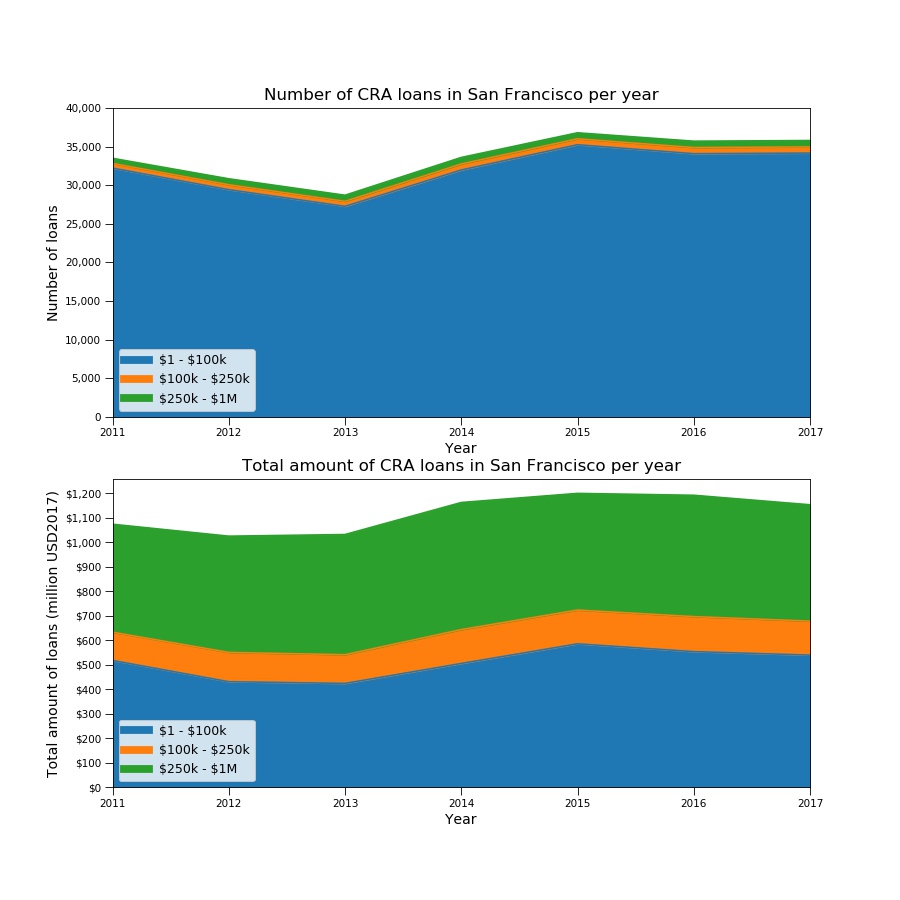 Number of CRA loans in San Francisco per year
40,000
35,000
30,000
25,000
20,000
15,000
10,000
5,000
0
Number of loans
$1 - $100k
$100k - $250k
$250k - $1M
2011 2012 2013 2014 2015 2016 2017
Year
Total amount of CRA loans in San Francisco per year
$1,200
$1,100
$1,000
$900
$800
$700
$600
$500
$400
$300
$200
$100
$0
Total amount of loans (million USD2017)
$1 - $100k
$100k - $250k
$250k - $1M
2011 2012 2013 2014 2015 2016 2017
Year